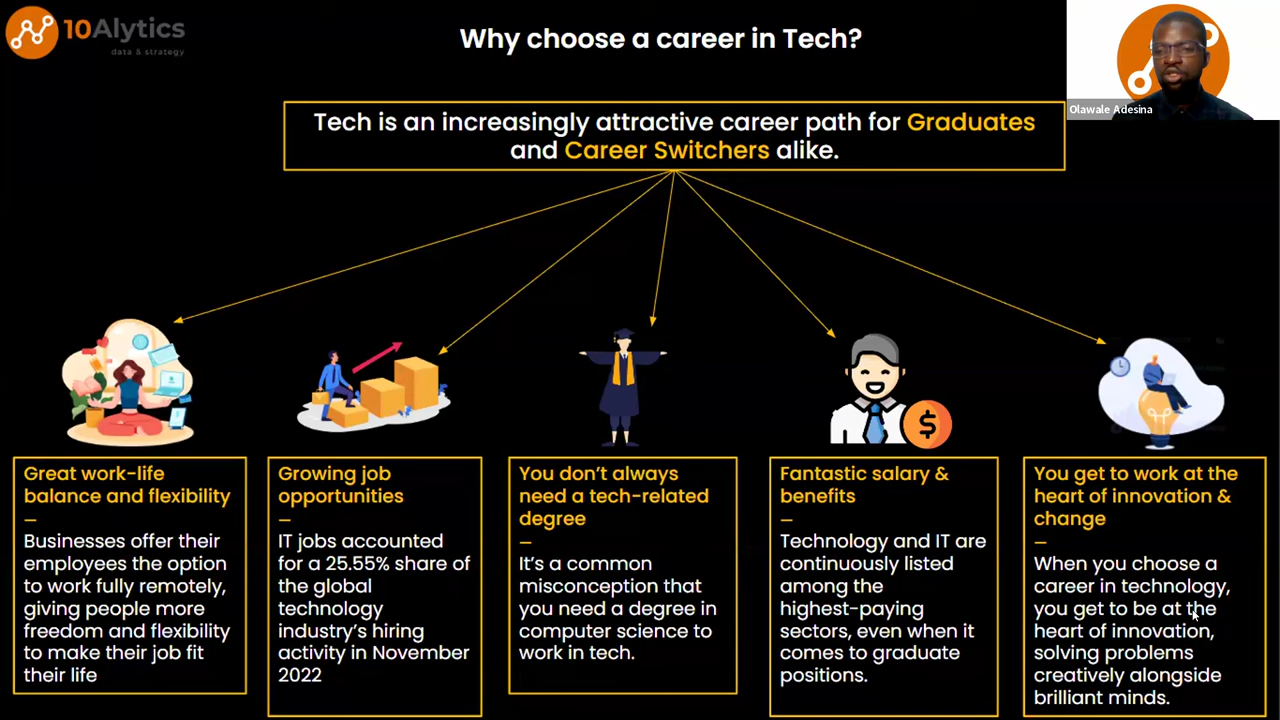 10Alytics
data & strategy
Why choose a career in Tech?
Olawale Adesina
Tech is an increasingly attractive career path for Graduates
and Career Switchers alike.
Great work-life
balance and flexibility
–
Businesses offer their
employees the option
to work fully remotely,
giving people more
freedom and flexibility
to make their job fit
their life
Growing job
opportunities
–
IT jobs accounted
for a 25.55% share of
the global
technology
industry's hiring
activity in November
2022
You don't always
need a tech-related
degree
–
It's a common
misconception that
you need a degree in
computer science to
work in tech.
Fantastic salary &
benefits
–
Technology and IT are
continuously listed
among the
highest-paying
sectors, even when it
comes to graduate
positions.
You get to work at the
heart of innovation &
change
–
When you choose a
career in technology,
you get to be at the
heart of innovation,
solving problems
creatively alongside
brilliant minds.